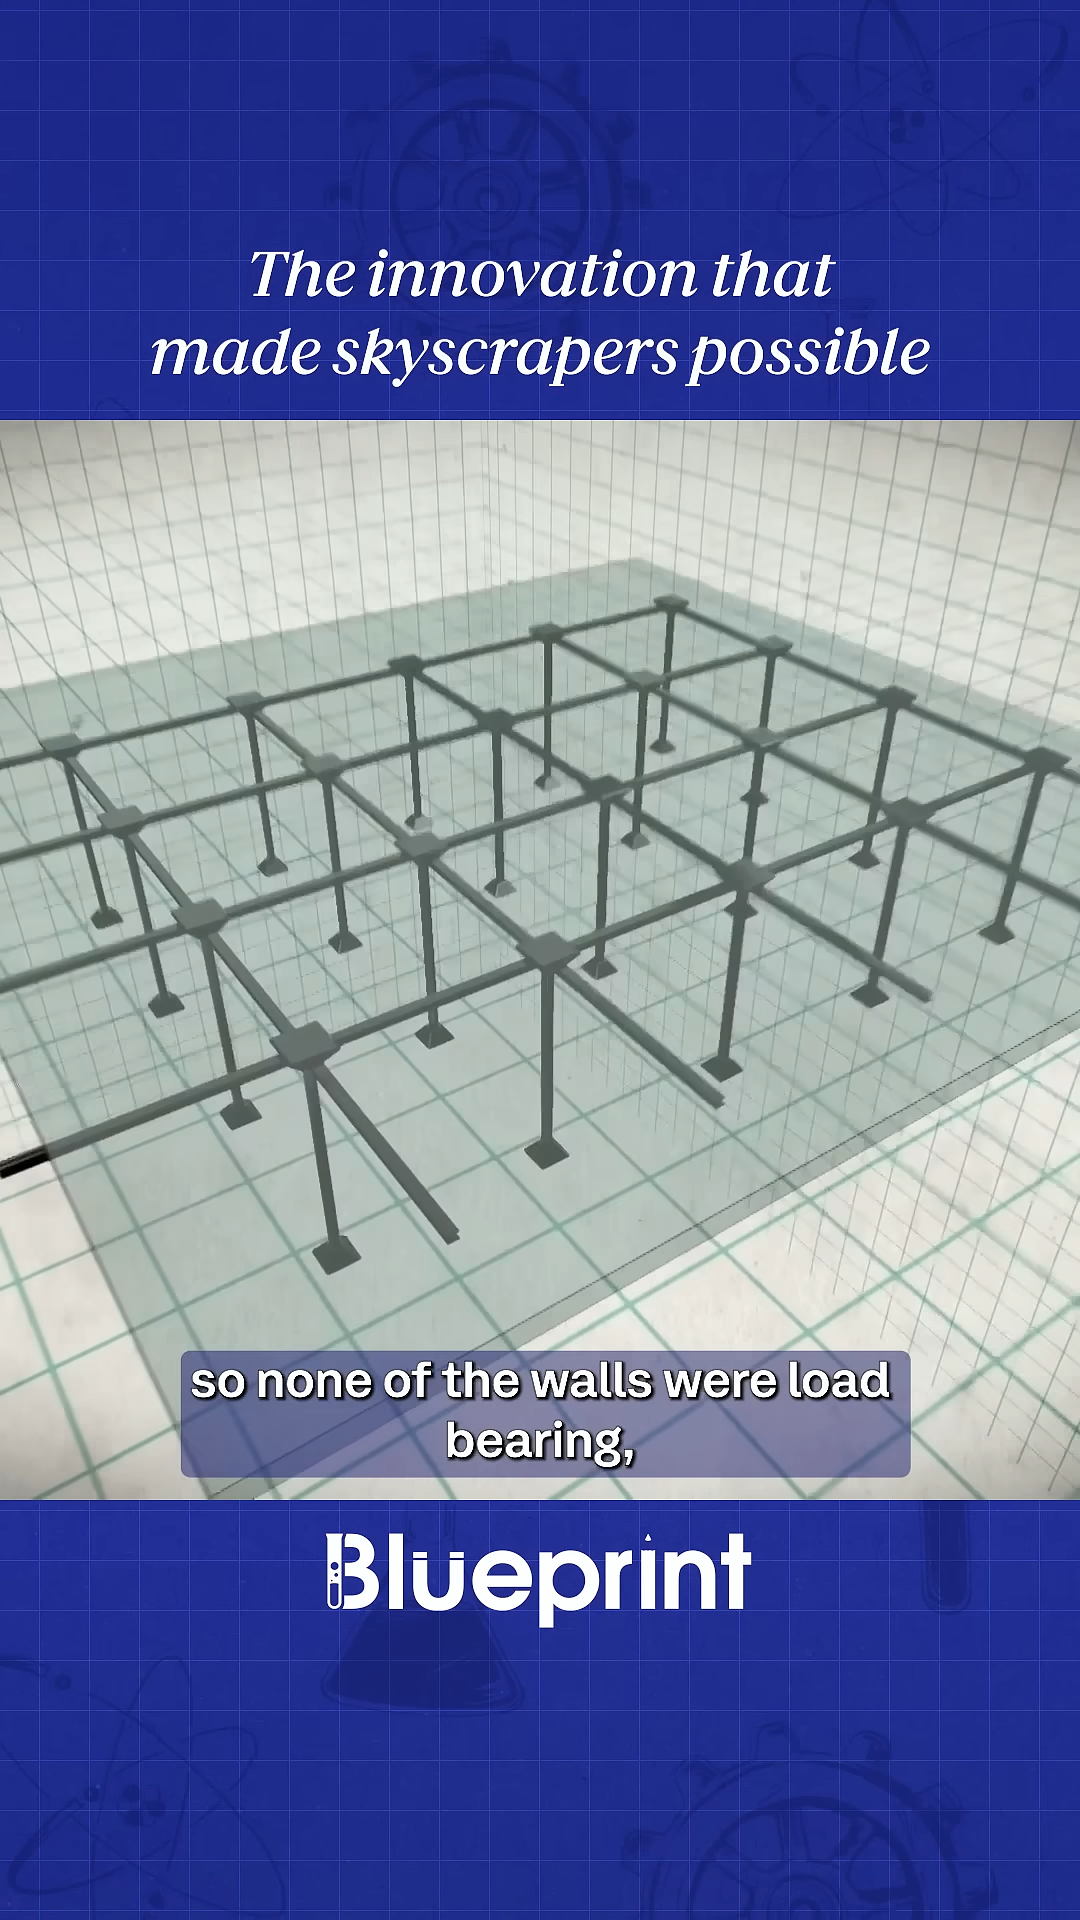 The innovation that
made skyscrapers possible
so none of the walls were load
bearing,
Blueprint